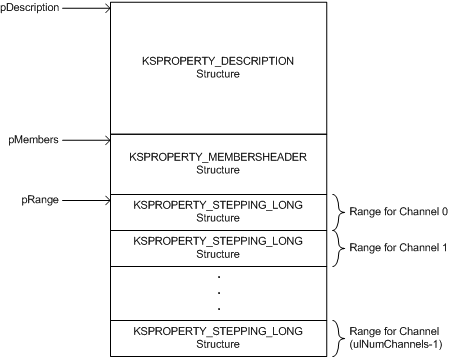 pDescription
KSPROPERTY_DESCRIPTION
Structure
pMembers
KSPROPERTY_MEMBERSHEADER
Structure
pRange
KSPROPERTY_STEPPING_LONG
Structure
Range for Channel 0
KSPROPERTY_STEPPING_LONG
Structure
Range for Channel 1
.
.
.
KSPROPERTY_STEPPING_LONG
Structure
Range for Channel
(ulNumChannels-1)